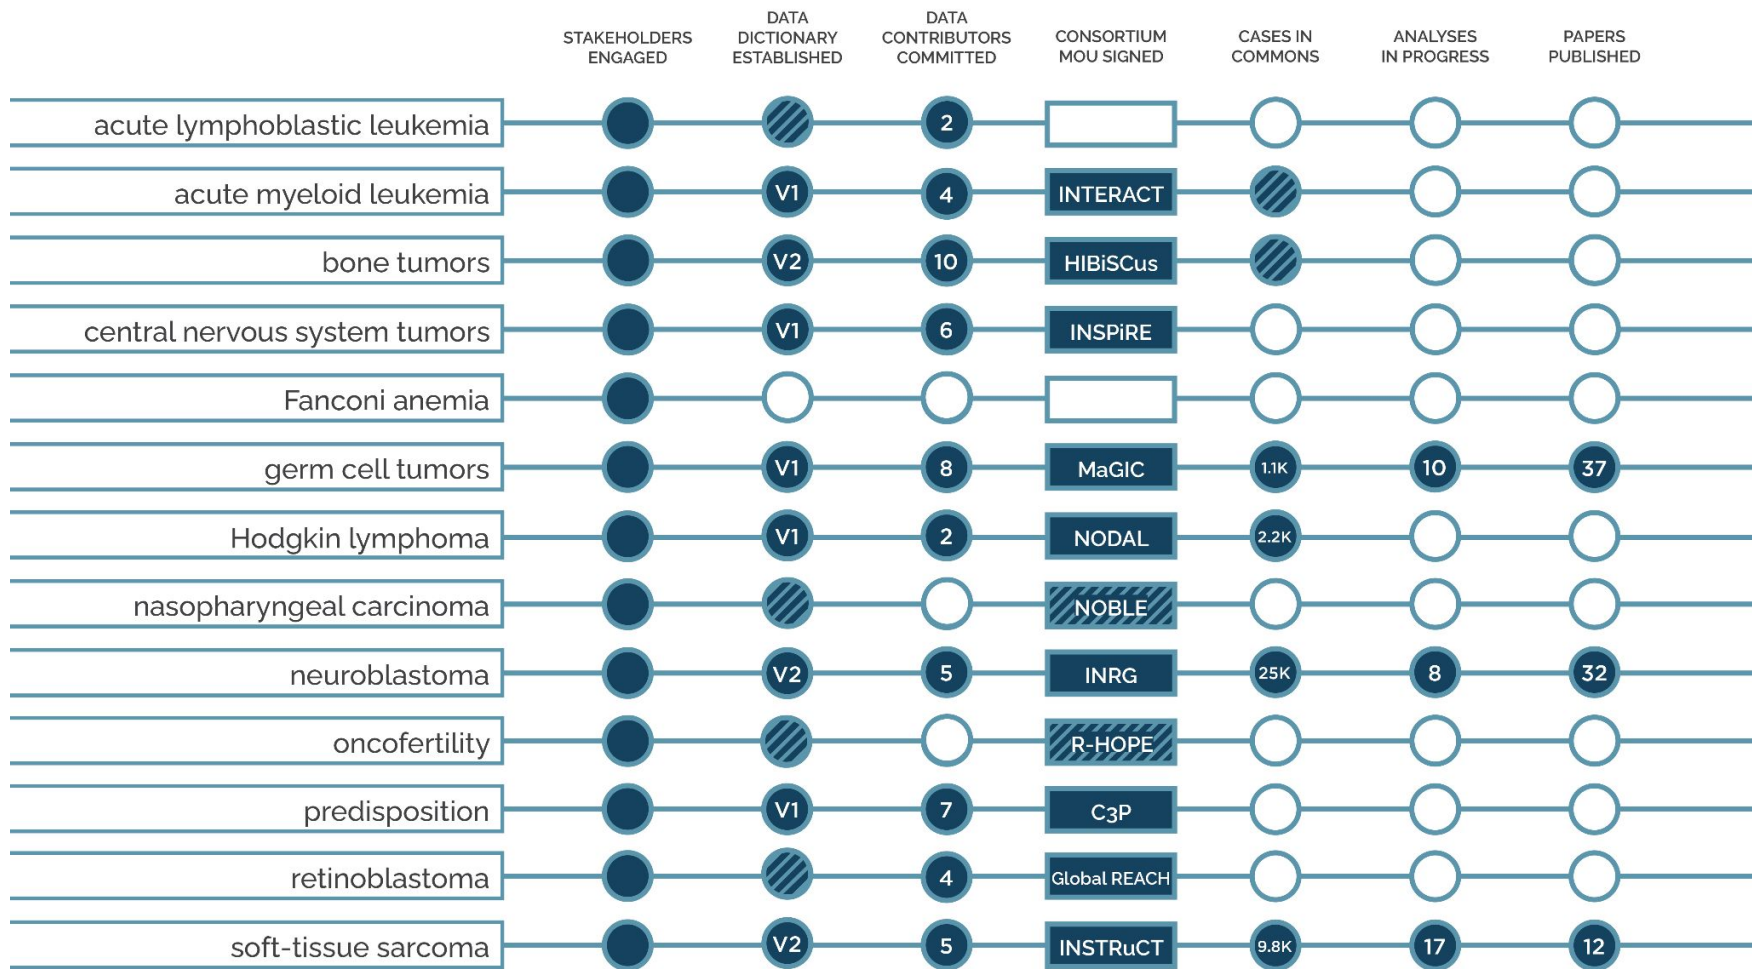 STAKEHOLDERS
ENGAGED
DATA
DICTIONARY
ESTABLISHED
DATA
CONTRIBUTORS
COMMITTED
CONSORTIUM
MOU SIGNED
CASES IN
COMMONS
ANALYSES
IN PROGRESS
PAPERS
PUBLISHED
acute lymphoblastic leukemia 2
acute myeloid leukemia V1 4 INTERACT
bone tumors V2 10 HIBiSCus
central nervous system tumors V1 6 INSPiRE
Fanconi anemia
germ cell tumors V1 8 MaGIC 1.1K 10 37
Hodgkin lymphoma V1 2 NODAL 2.2K
nasopharyngeal carcinoma NOBLE
neuroblastoma V2 5 INRG 25K 8 32
oncofertility R-HOPE
predisposition V1 7 C3P
retinoblastoma 4 Global REACH
soft-tissue sarcoma V2 5 INSTRuCT 9.8K 17 12